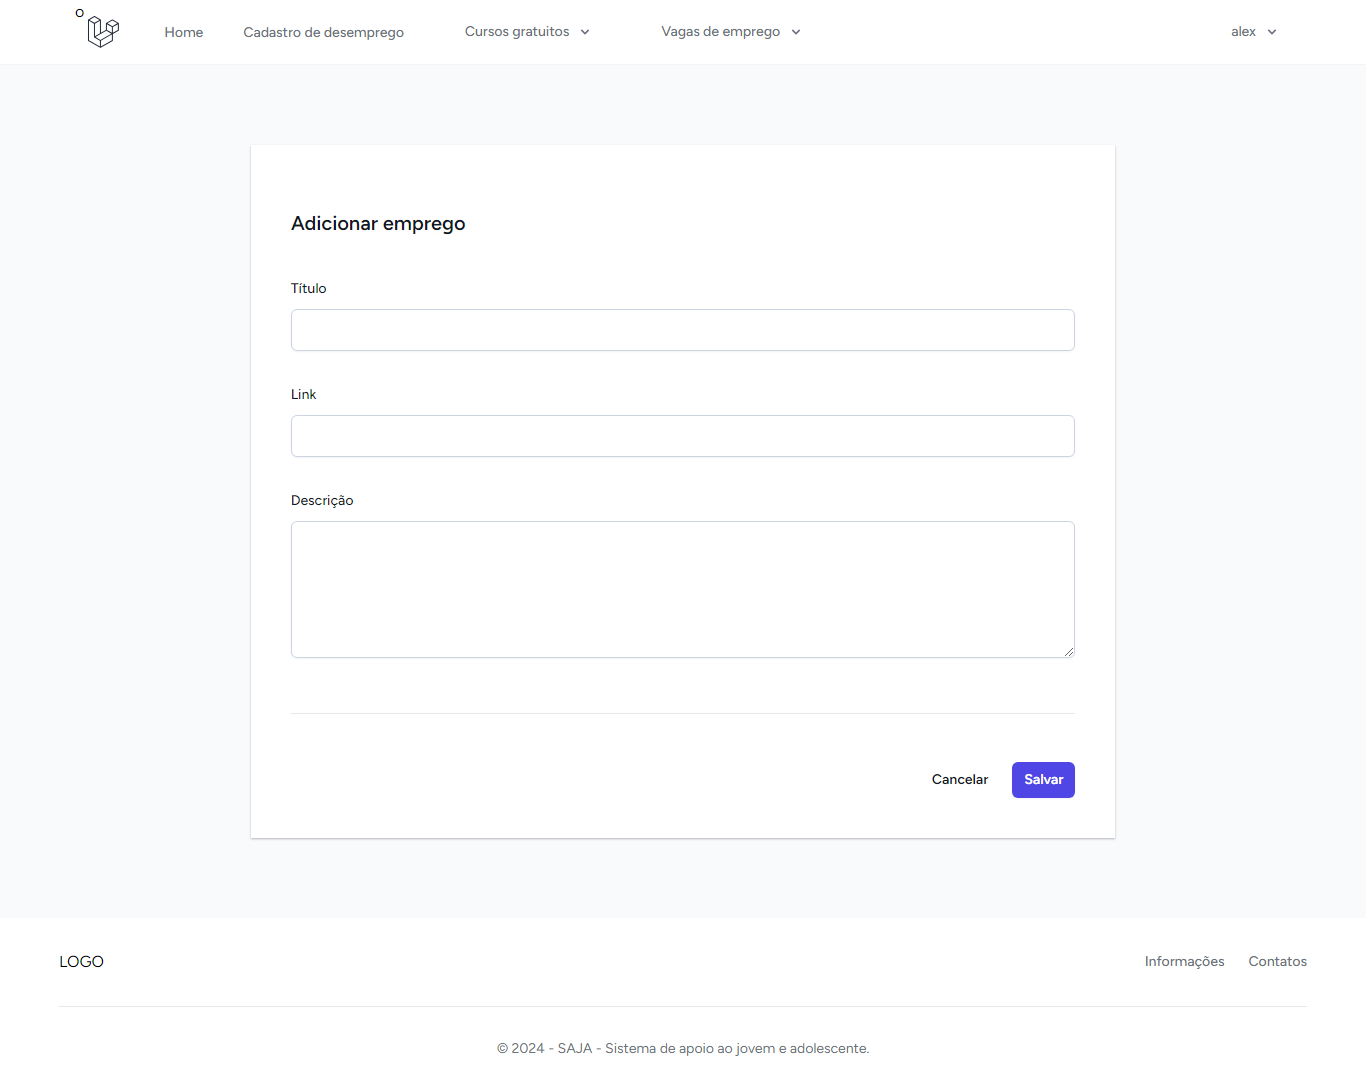 O
Home
Cadastro de desemprego
Cursos gratuitos
Vagas de emprego
alex
Adicionar emprego
Título
Link
Descrição
Cancelar
Salvar
LOGO
Informações
Contatos
© 2024 - SAJA - Sistema de apoio ao jovem e adolescente.